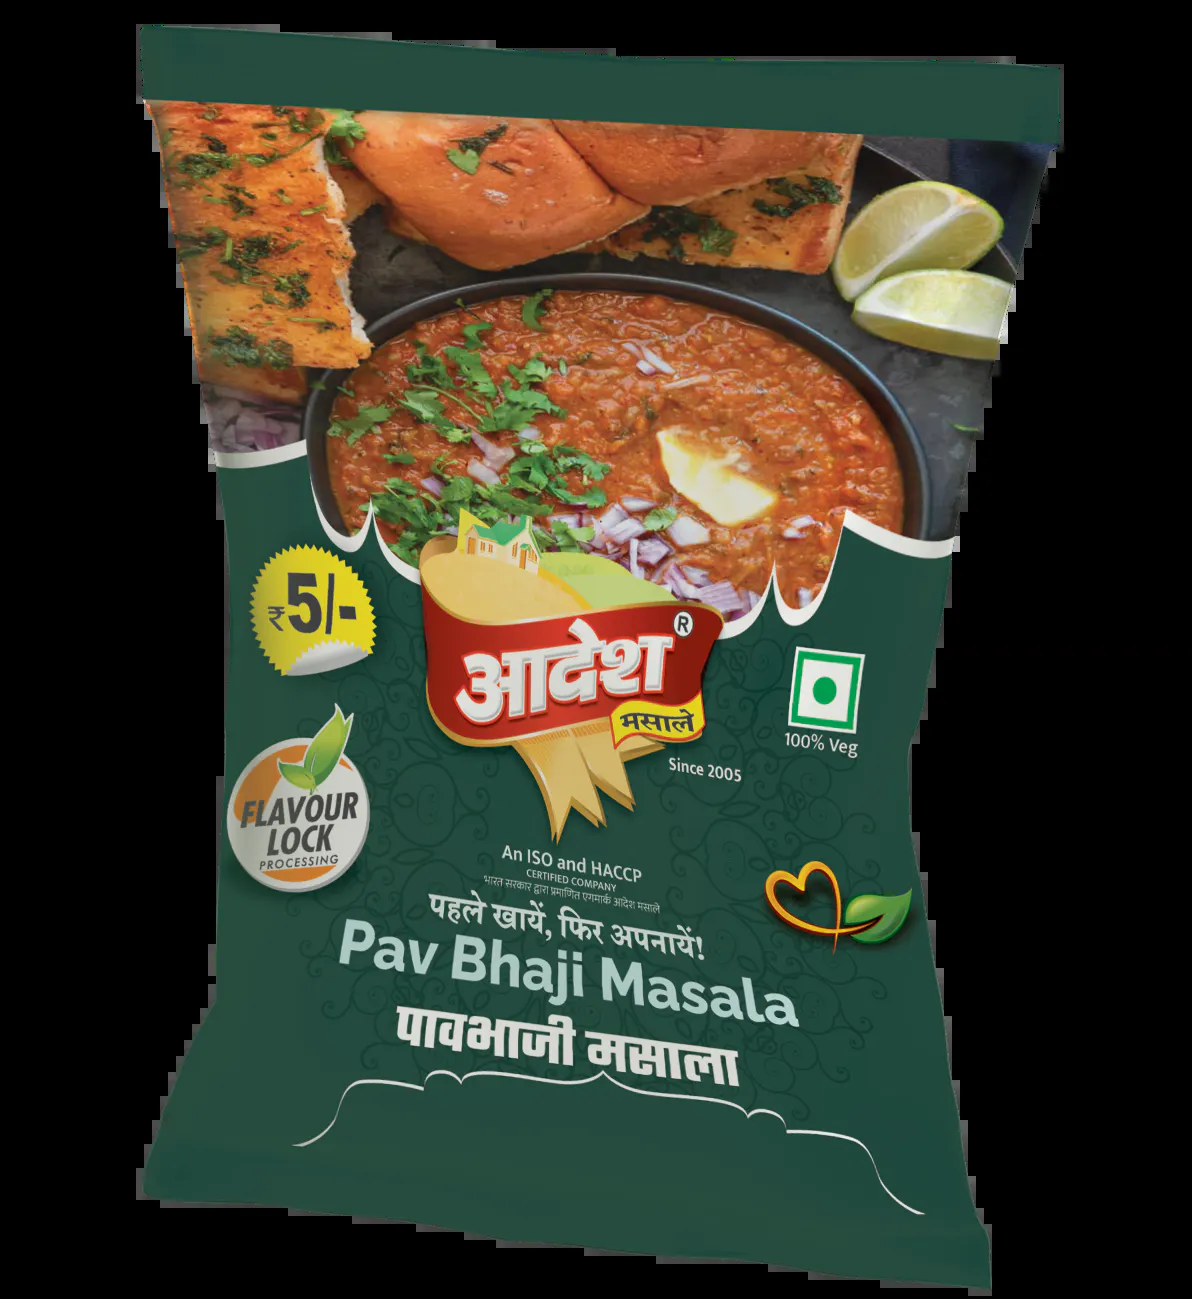 ₹5/-
आदेश®
मसाले
Since 2005
100% Veg
FLAVOUR
LOCK
PROCESSING
An ISO and HACCP
CERTIFIED COMPANY
भारत सरकार द्वारा प्रमाणित एगमार्क आदेश मसाले
पहले खायें, फिर अपनायें!
Pav Bhaji Masala
पावभाजी मसाला